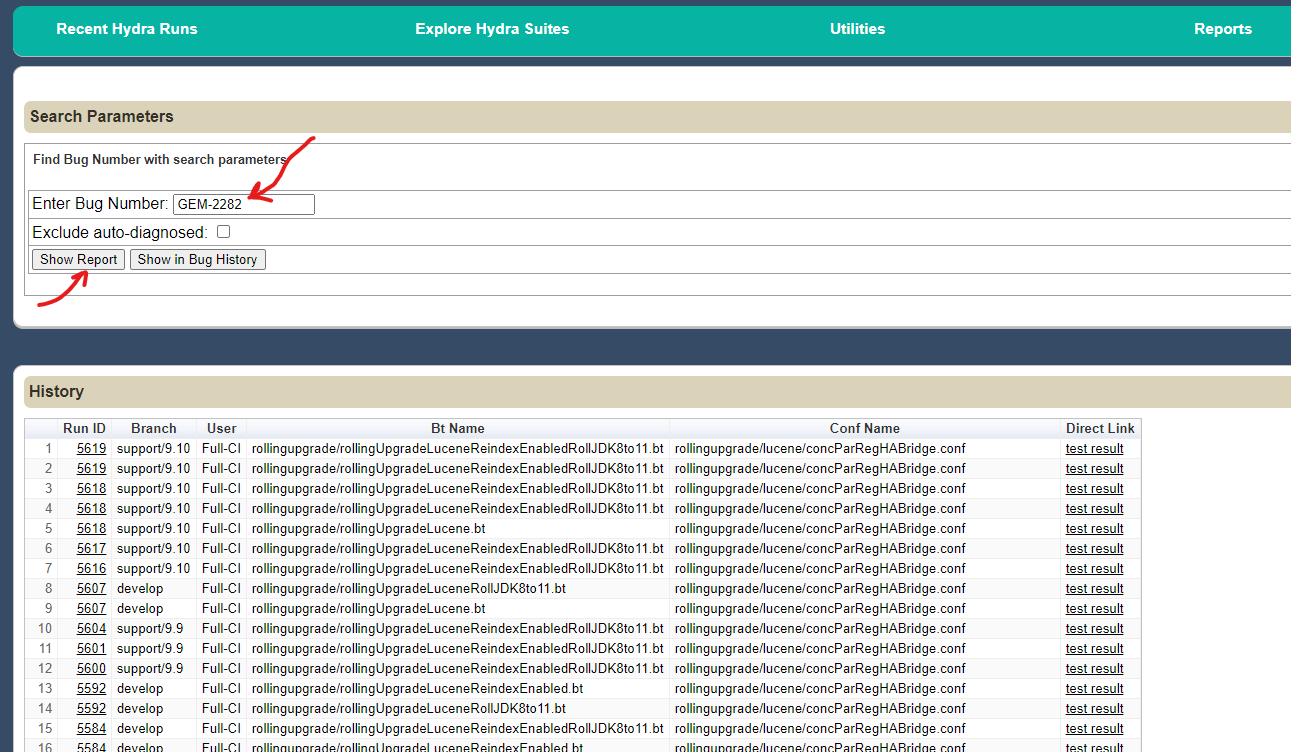 Recent Hydra Runs Explore Hydra Suites Utilities Reports
Search Parameters
Find Bug Number with search parameters
Enter Bug Number: GEM-2282
Exclude auto-diagnosed:
Show Report Show in Bug History
History
Run ID Branch User Bt Name Conf Name Direct Link
1 5619 support/9.10 Full-CI rollingupgrade/rollingUpgradeLuceneReindexEnabledRollJDK8to11.bt rollingupgrade/lucene/concParRegHABridge.conf test result
2 5619 support/9.10 Full-CI rollingupgrade/rollingUpgradeLuceneReindexEnabledRollJDK8to11.bt rollingupgrade/lucene/concParRegHABridge.conf test result
3 5618 support/9.10 Full-CI rollingupgrade/rollingUpgradeLuceneReindexEnabledRollJDK8to11.bt rollingupgrade/lucene/concParRegHABridge.conf test result
4 5618 support/9.10 Full-CI rollingupgrade/rollingUpgradeLuceneReindexEnabledRollJDK8to11.bt rollingupgrade/lucene/concParRegHABridge.conf test result
5 5618 support/9.10 Full-CI rollingupgrade/rollingUpgradeLucene.bt rollingupgrade/lucene/concParRegHABridge.conf test result
6 5617 support/9.10 Full-CI rollingupgrade/rollingUpgradeLuceneReindexEnabledRollJDK8to11.bt rollingupgrade/lucene/concParRegHABridge.conf test result
7 5616 support/9.10 Full-CI rollingupgrade/rollingUpgradeLuceneReindexEnabledRollJDK8to11.bt rollingupgrade/lucene/concParRegHABridge.conf test result
8 5607 develop Full-CI rollingupgrade/rollingUpgradeLuceneRollJDK8to11.bt rollingupgrade/lucene/concParRegHABridge.conf test result
9 5607 develop Full-CI rollingupgrade/rollingUpgradeLucene.bt rollingupgrade/lucene/concParRegHABridge.conf test result
10 5604 support/9.9 Full-CI rollingupgrade/rollingUpgradeLuceneReindexEnabledRollJDK8to11.bt rollingupgrade/lucene/concParRegHABridge.conf test result
11 5601 support/9.9 Full-CI rollingupgrade/rollingUpgradeLuceneReindexEnabledRollJDK8to11.bt rollingupgrade/lucene/concParRegHABridge.conf test result
12 5600 support/9.9 Full-CI rollingupgrade/rollingUpgradeLuceneReindexEnabledRollJDK8to11.bt rollingupgrade/lucene/concParRegHABridge.conf test result
13 5592 develop Full-CI rollingupgrade/rollingUpgradeLuceneReindexEnabled.bt rollingupgrade/lucene/concParRegHABridge.conf test result
14 5592 develop Full-CI rollingupgrade/rollingUpgradeLuceneRollJDK8to11.bt rollingupgrade/lucene/concParRegHABridge.conf test result
15 5584 develop Full-CI rollingupgrade/rollingUpgradeLuceneReindexEnabledRollJDK8to11.bt rollingupgrade/lucene/concParRegHABridge.conf test result
16 5584 develop Full-CI rollingupgrade/rollingUpgradeLuceneReindexEnabled.bt rollingupgrade/lucene/concParRegHABridge.conf test result